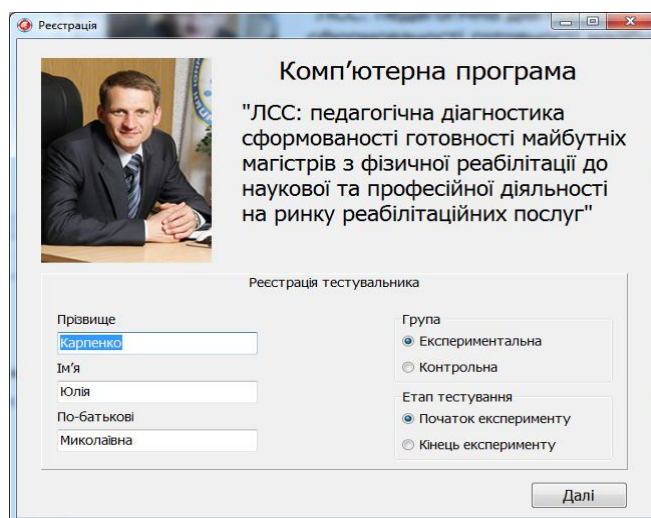 Реєстрація
Комп’ютерна програма
"ЛСС: педагогічна діагностика
сформованості готовності майбутніх
магістрів з фізичної реабілітації до
наукової та професійної діяльності
на ринку реабілітаційних послуг"
Реєстрація тестувальника
Прізвище
Карпенко
Ім’я
Юлія
По-батькові
Миколаівна
Група
Експериментальна
Контрольна
Етап тестування
Початок експерименту
Кінець експерименту
Далі